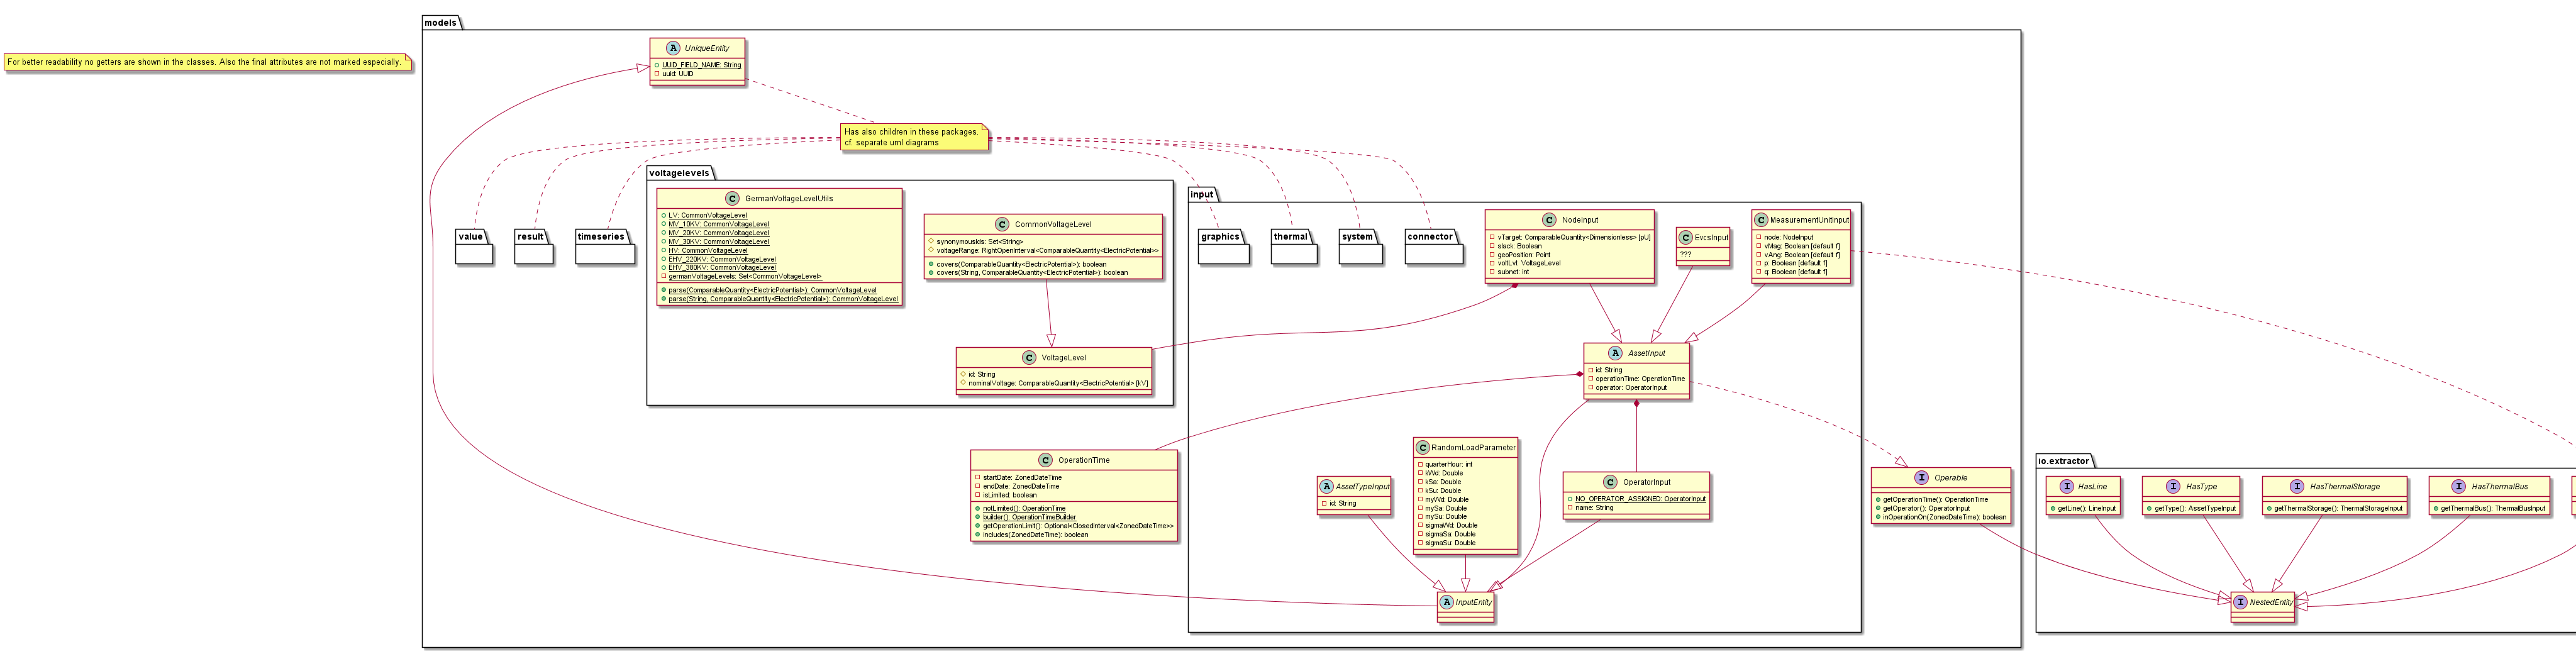 models
For better readability no getters are shown in the classes. Also the final attributes are not marked especially.
A UniqueEntity
UUID_FIELD_NAME: String
uuid: UUID
Has also children in these packages.
cf. separate uml diagrams
value
result
timeseries
graphics
thermal
system
connector
voltagelevels
C GermanVoltageLevelUtils
LV: CommonVoltageLevel
MV_10KV: CommonVoltageLevel
MV_20KV: CommonVoltageLevel
MV_30KV: CommonVoltageLevel
HV: CommonVoltageLevel
EHV_220KV: CommonVoltageLevel
EHV_380KV: CommonVoltageLevel
germanVoltageLevels: Set<CommonVoltageLevel>
parse(ComparableQuantity<ElectricPotential>): CommonVoltageLevel
parse(String, ComparableQuantity<ElectricPotential>): CommonVoltageLevel
C CommonVoltageLevel
synonymousIds: Set<String>
voltageRange: RightOpenInterval<ComparableQuantity<ElectricPotential>>
covers(ComparableQuantity<ElectricPotential>): boolean
covers(String, ComparableQuantity<ElectricPotential>): boolean
C VoltageLevel
id: String
nominalVoltage: ComparableQuantity<ElectricPotential> [kV]
input
C NodeInput
vTarget: ComparableQuantity<Dimensionless> [pU]
slack: Boolean
geoPosition: Point
voltLvl: VoltageLevel
subnet: int
C EvcsInput
???
C MeasurementUnitInput
node: NodeInput
vMag: Boolean [default f]
vAng: Boolean [default f]
p: Boolean [default f]
q: Boolean [default f]
A AssetInput
id: String
operationTime: OperationTime
operator: OperatorInput
C OperationTime
startDate: ZonedDateTime
endDate: ZonedDateTime
isLimited: boolean
notLimited(): OperationTime
builder(): OperationTimeBuilder
getOperationLimit(): Optional<ClosedInterval<ZonedDateTime>>
includes(ZonedDateTime): boolean
A AssetTypeInput
id: String
C RandomLoadParameter
quarterHour: int
kWd: Double
kSa: Double
kSu: Double
myWd: Double
mySa: Double
mySu: Double
sigmaWd: Double
sigmaSa: Double
sigmaSu: Double
C OperatorInput
NO_OPERATOR_ASSIGNED: OperatorInput
name: String
A InputEntity
I Operable
getOperationTime(): OperationTime
getOperator(): OperatorInput
inOperationOn(ZonedDateTime): boolean
io.extractor
I HasLine
getLine(): LineInput
I HasType
getType(): AssetTypeInput
I HasThermalStorage
getThermalStorage(): ThermalStorageInput
I HasThermalBus
getThermalBus(): ThermalBusInput
I NestedEntity